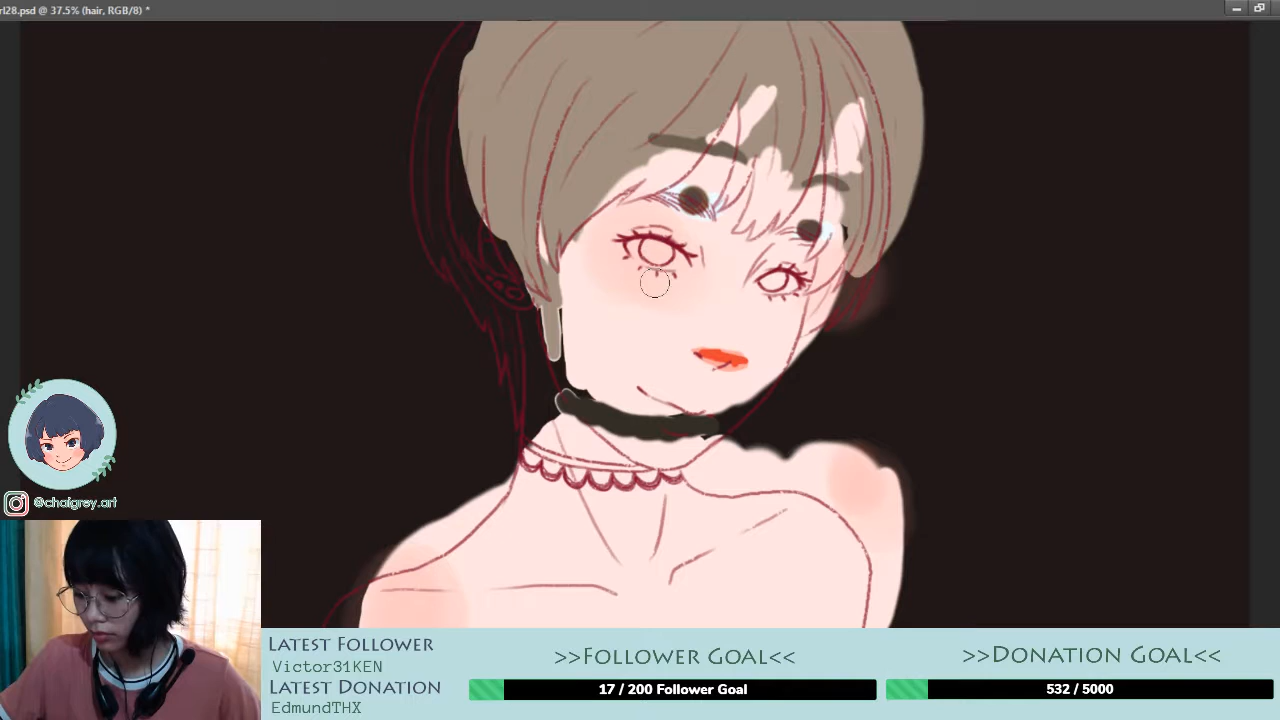 rl28.psd @ 37.5% (hair, RGB/8) *
@chaigrey.art
LATEST FOLLOWER
Victor31KEN
LATEST DONATION
EdmundTHX
>>FOLLOWER GOAL<<
17 / 200 Follower Goal
>>DONATION GOAL<<
532 / 5000